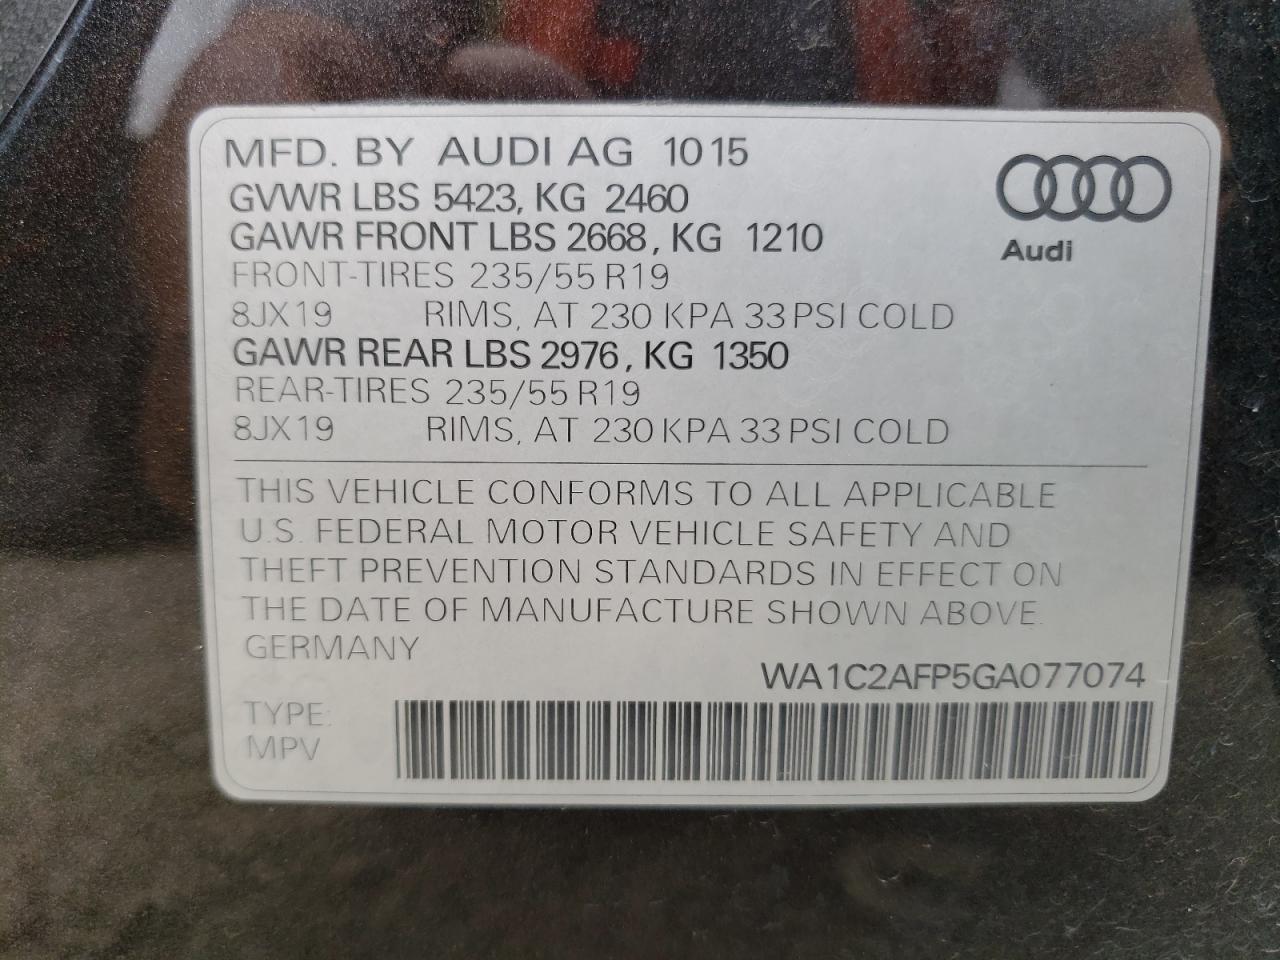 MFD. BY AUDI AG 10 15
GVWR LBS 5423, KG 2460
GAWR FRONT LBS 2668, KG 1210
FRONT-TIRES 235/55 R19
8JX19 RIMS, AT 230 KPA 33 PSI COLD
GAWR REAR LBS 2976, KG 1350
REAR-TIRES 235/55 R19
8JX19 RIMS, AT 230 KPA 33 PSI COLD
Audi
THIS VEHICLE CONFORMS TO ALL APPLICABLE
U.S. FEDERAL MOTOR VEHICLE SAFETY AND
THEFT PREVENTION STANDARDS IN EFFECT ON
THE DATE OF MANUFACTURE SHOWN ABOVE.
GERMANY
WA1C2AFP5GA077074
TYPE:
MPV